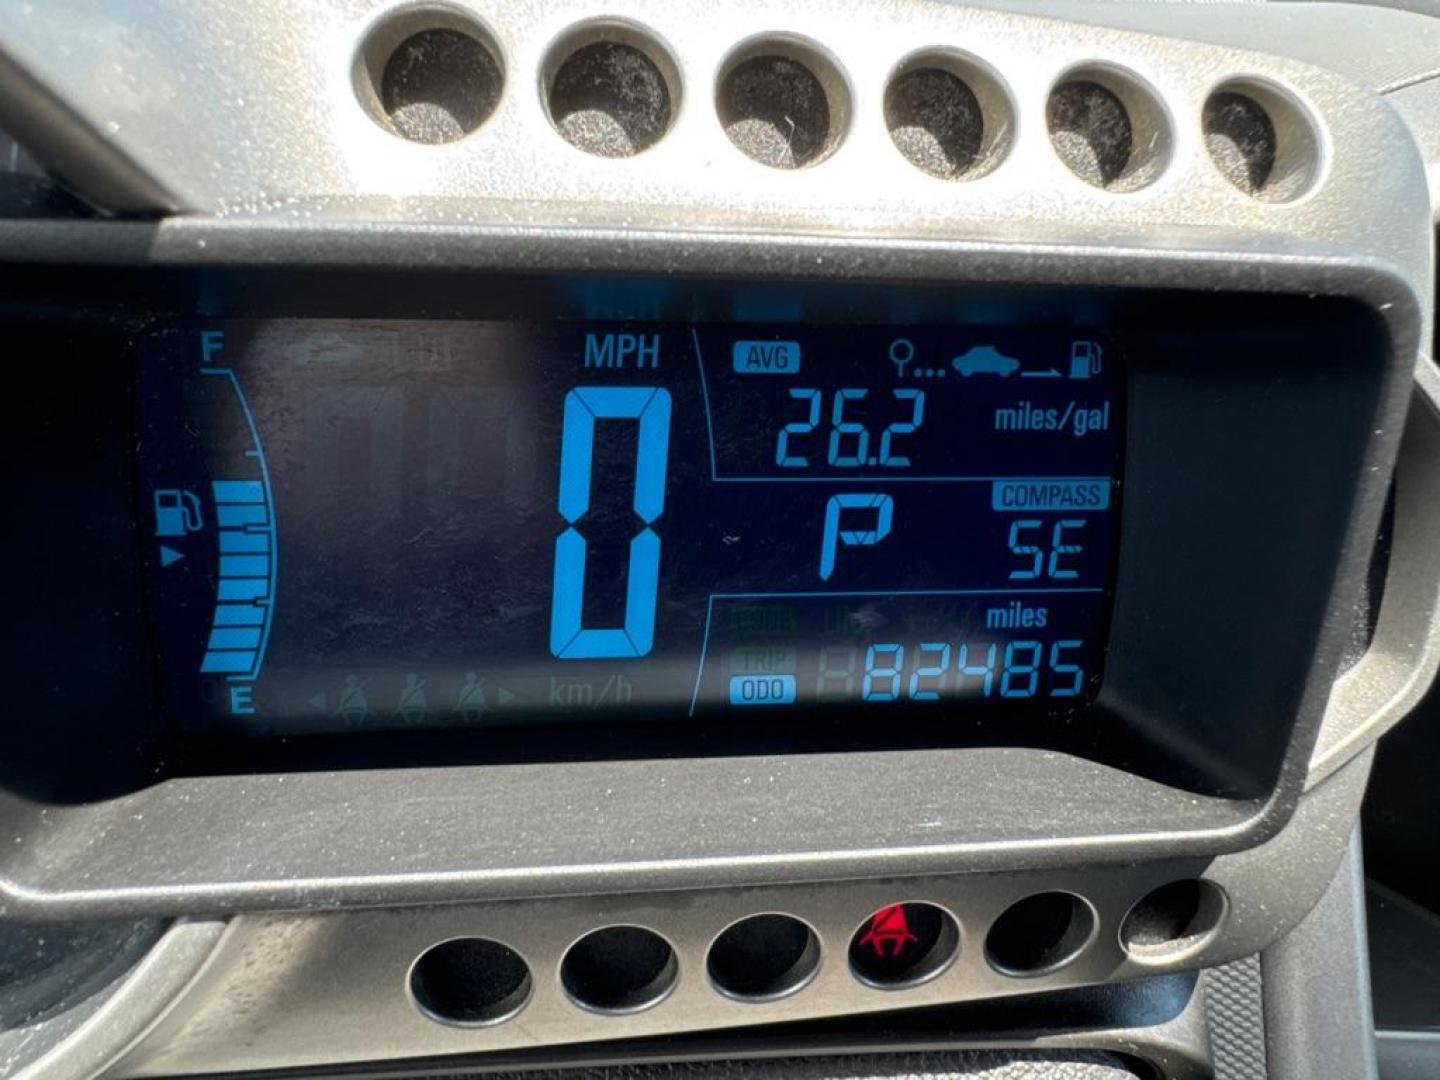 F
MPH
AVG
26.2
miles/gal
0
P
COMPASS
SE
miles
TRIP
ODO
82485
E
km/h